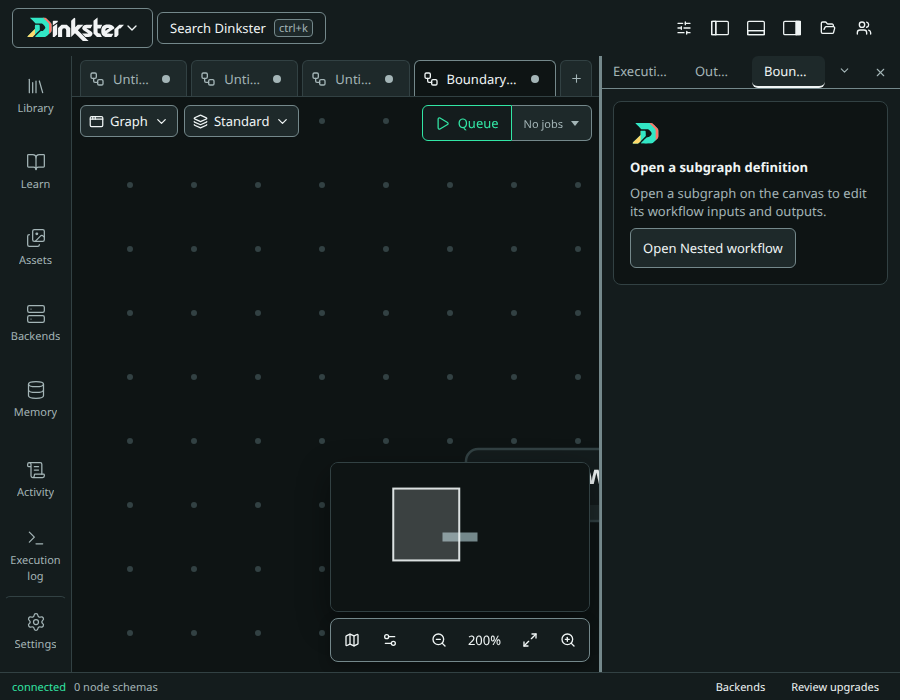 Dinkster
Search Dinkster ctrl+k
Library
Learn
Assets
Backends
Memory
Activity
Execution
log
Settings
Unti...
Unti...
Unti...
Boundary...
Graph
Standard
Queue
No jobs
200%
Executi...
Out...
Boun...
Open a subgraph definition
Open a subgraph on the canvas to edit
its workflow inputs and outputs.
Open Nested workflow
connected 0 node schemas
Backends
Review upgrades